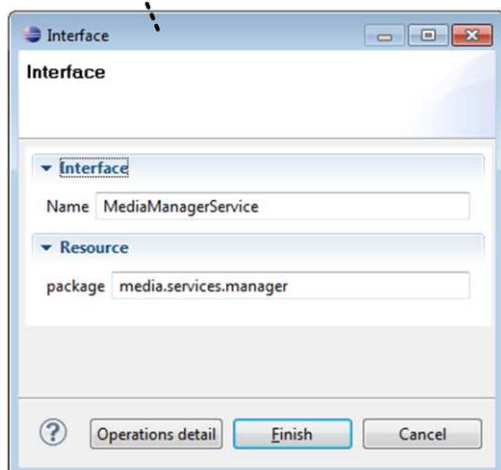 Interface
Interface
Interface
Name MediaManagerService
Resource
package media.services.manager
? Operations detail Finish Cancel